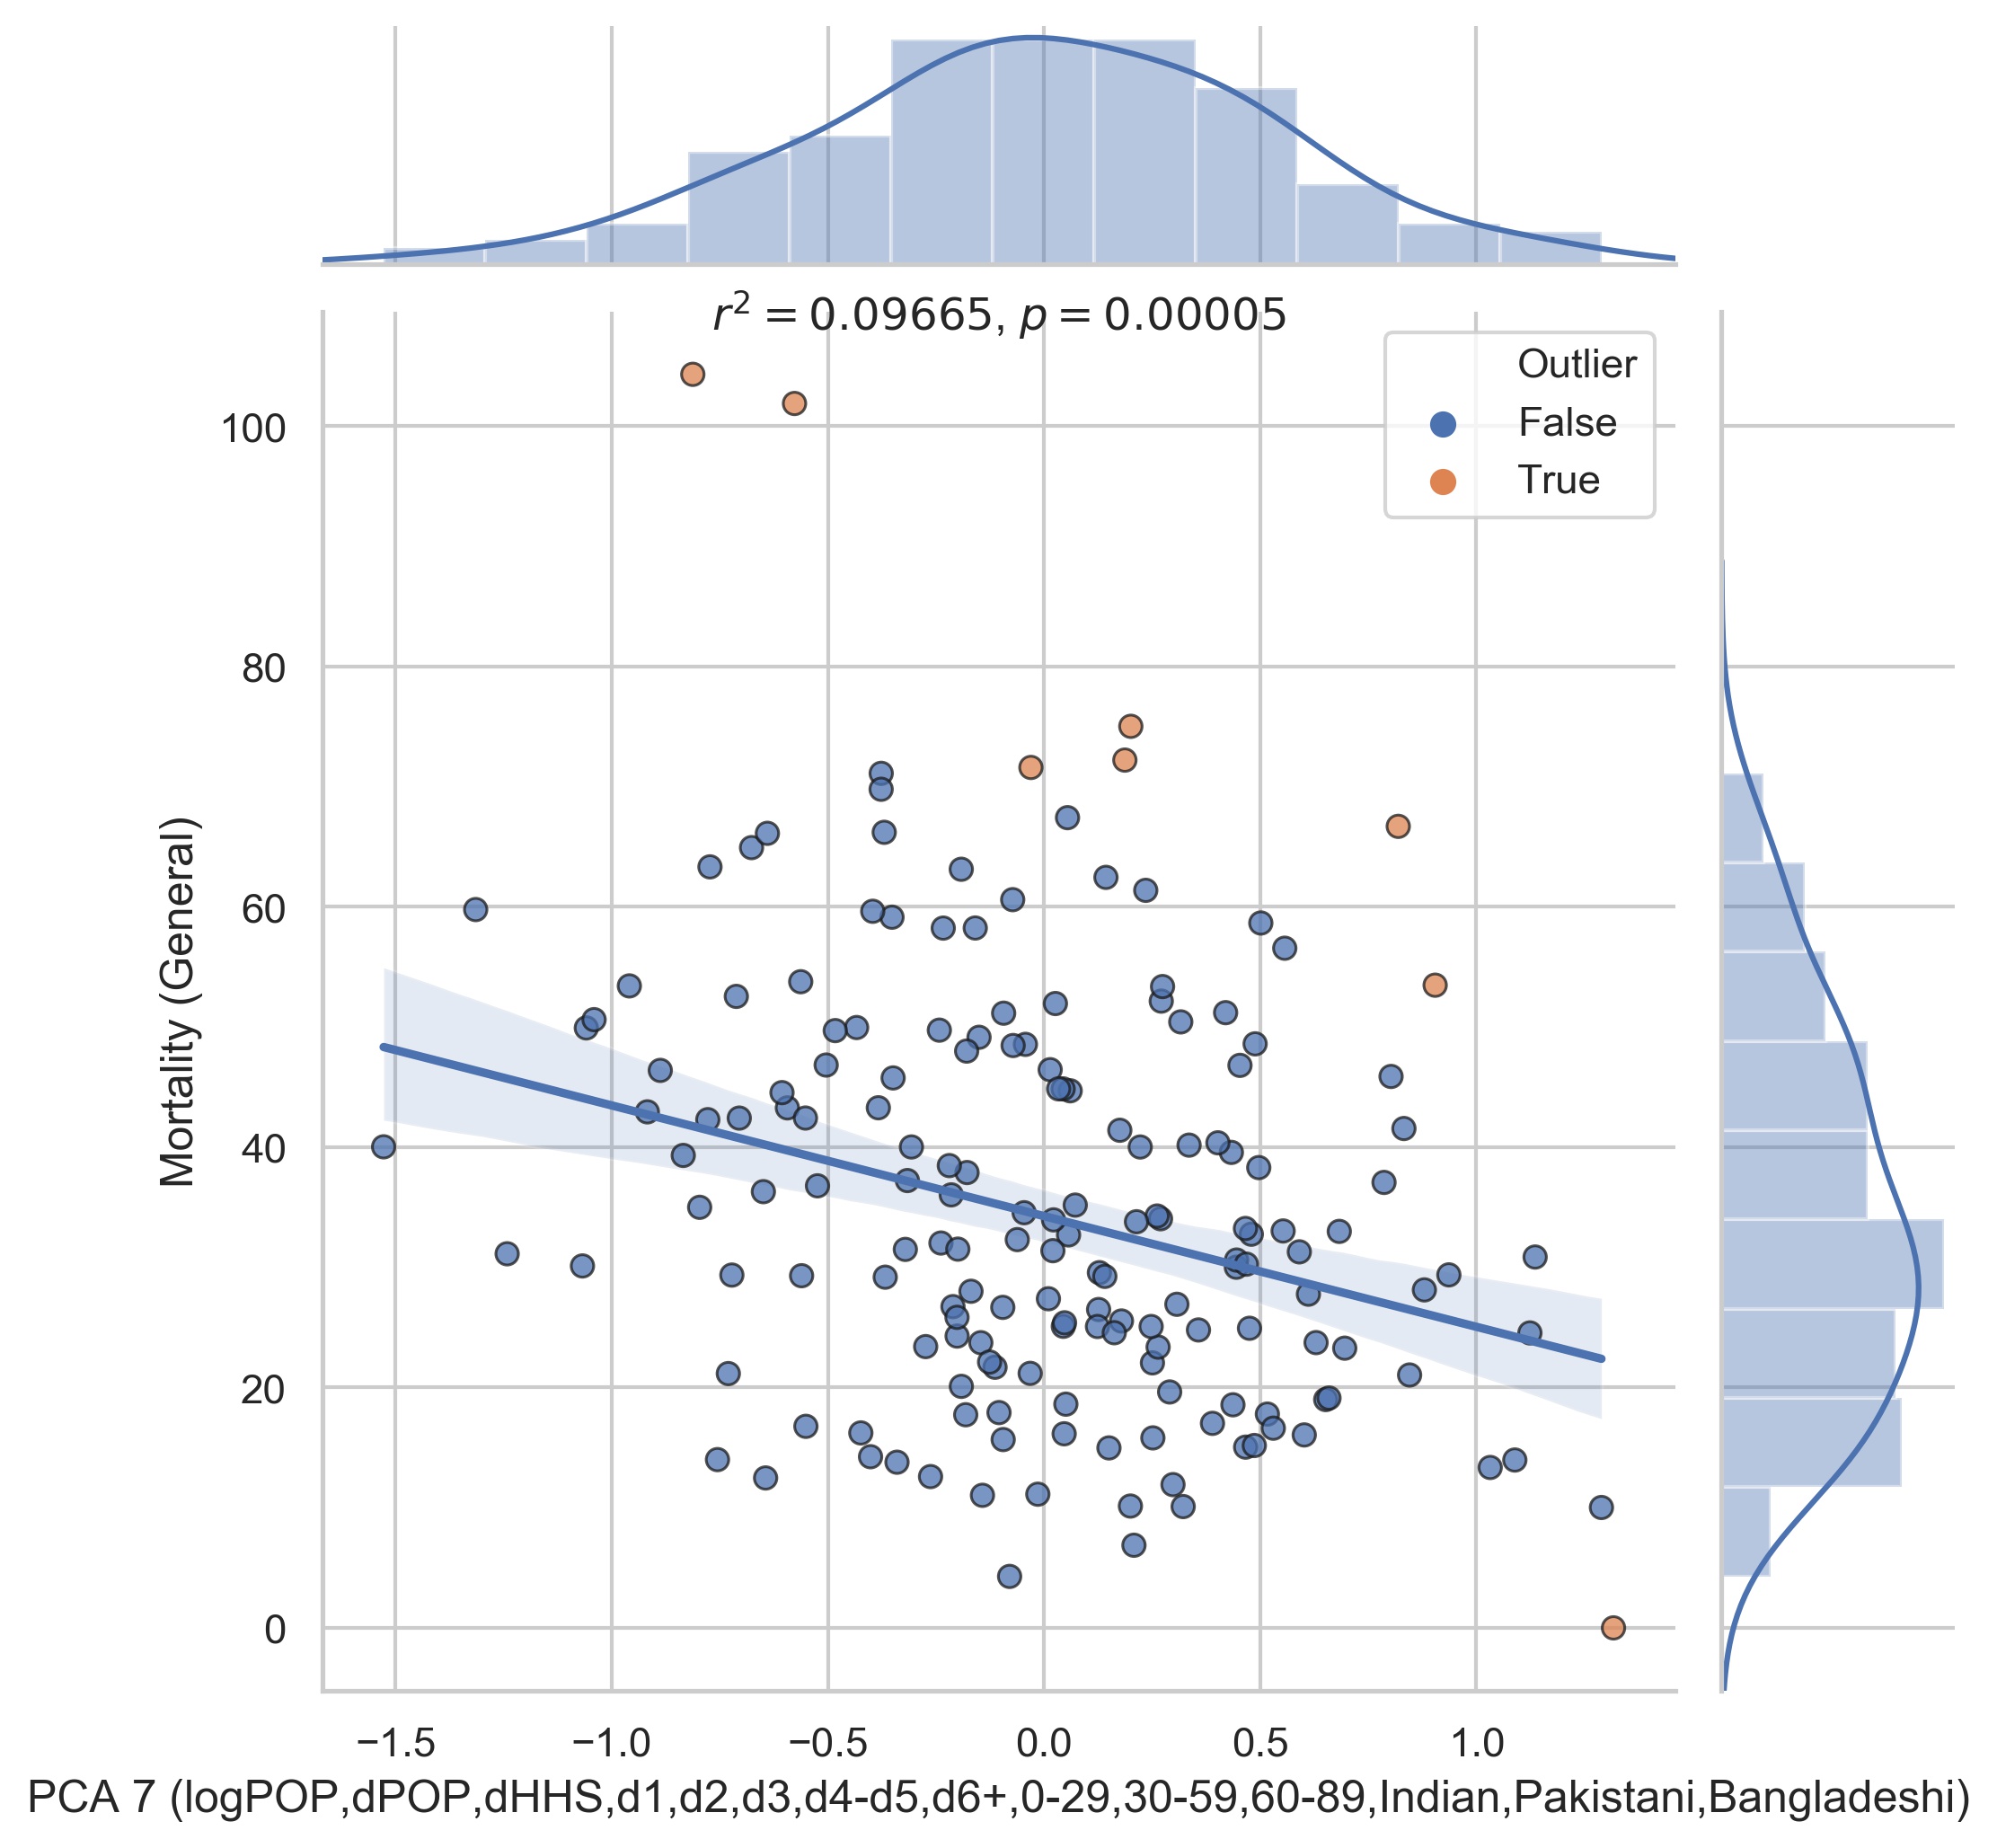 r² = 0.09665, p = 0.00005
Outlier
False
True
Mortality (General)
100
80
60
40
20
0
−1.5 −1.0 −0.5 0.0 0.5 1.0
PCA 7 (logPOP,dPOP,dHHS,d1,d2,d3,d4-d5,d6+,0-29,30-59,60-89,Indian,Pakistani,Bangladeshi)